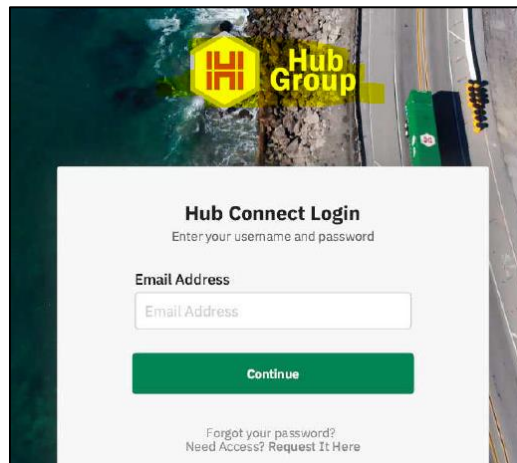 Hub
Group
Hub Connect Login
Enter your username and password
Email Address
Email Address
Continue
Forgot your password?
Need Access? Request It Here